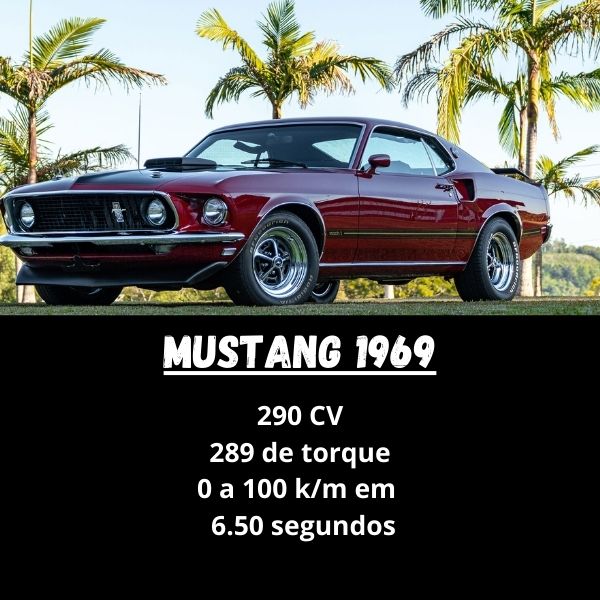 MUSTANG 1969
290 CV
289 de torque
0 a 100 k/m em
6.50 segundos